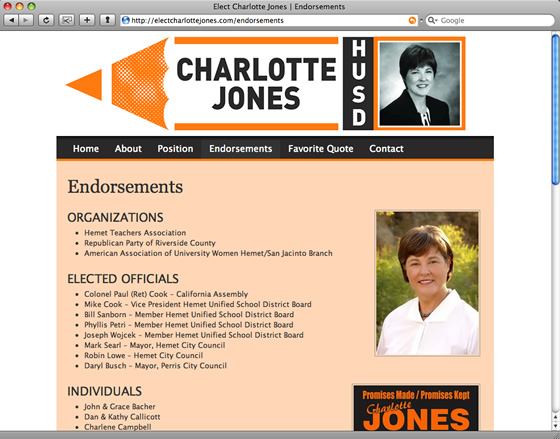 Elect Charlotte Jones | Endorsements
http://electcharlottejones.com/endorsements
Google
CHARLOTTE
JONES
HUSD
Home About Position Endorsements Favorite Quote Contact
Endorsements
ORGANIZATIONS
Hemet Teachers Association
Republican Party of Riverside County
American Association of University Women Hemet/San Jacinto Branch
ELECTED OFFICIALS
Colonel Paul (Ret) Cook – California Assembly
Mike Cook – Vice President Hemet Unified School District Board
Bill Sanborn – Member Hemet Unified School District Board
Phyllis Petri – Member Hemet Unified School District Board
Joseph Wojcek – Member Hemet Unified School District Board
Mark Searl – Mayor, Hemet City Council
Robin Lowe – Hemet City Council
Daryl Busch – Mayor, Perris City Council
INDIVIDUALS
John & Grace Bacher
Dan & Kathy Callicott
Charlene Campbell
Promises Made / Promises Kept
Charlotte
JONES